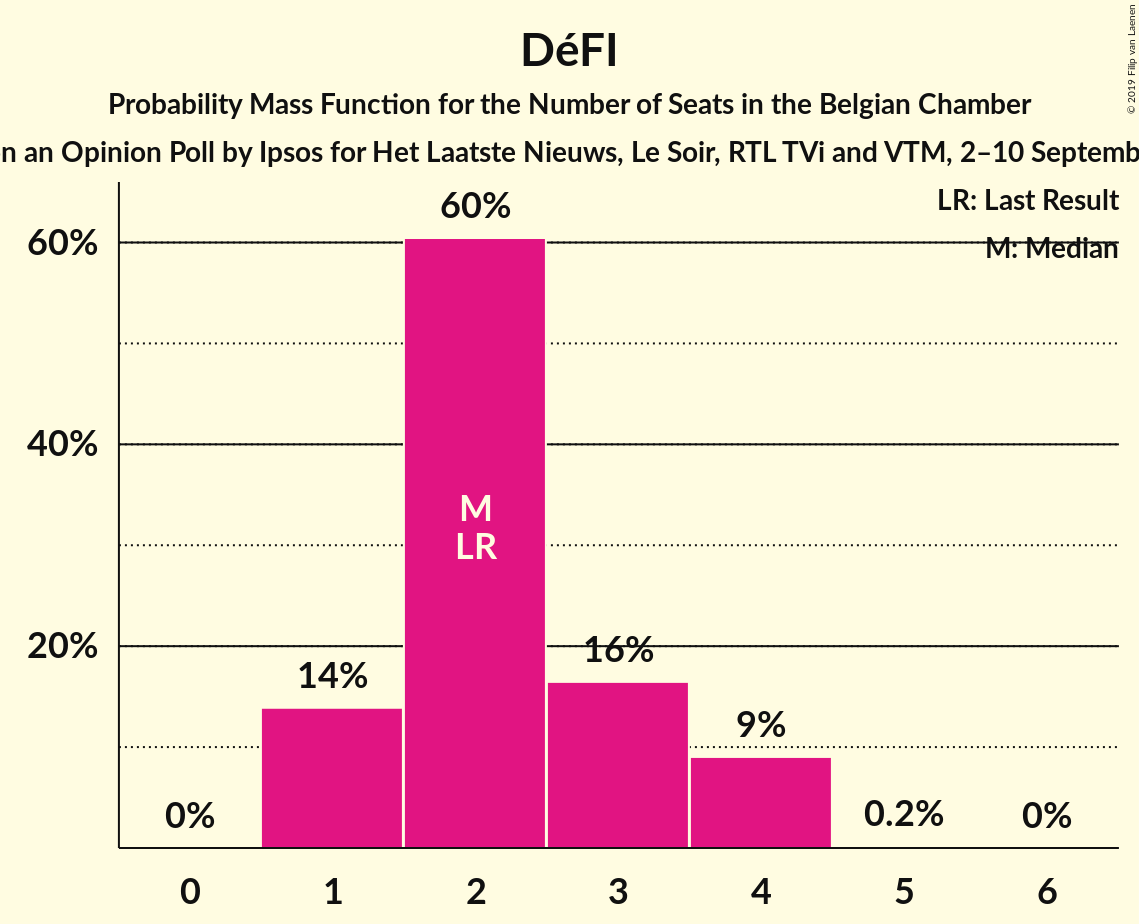 DéFI
Probability Mass Function for the Number of Seats in the Belgian Chamber
n an Opinion Poll by Ipsos for Het Laatste Nieuws, Le Soir, RTL TVi and VTM, 2–10 Septemb
© 2019 Filip van Laenen
LR: Last Result
M: Median
60%
40%
20%
0%
14%
60%
16%
9%
0.2%
0%
M
LR
0 1 2 3 4 5 6